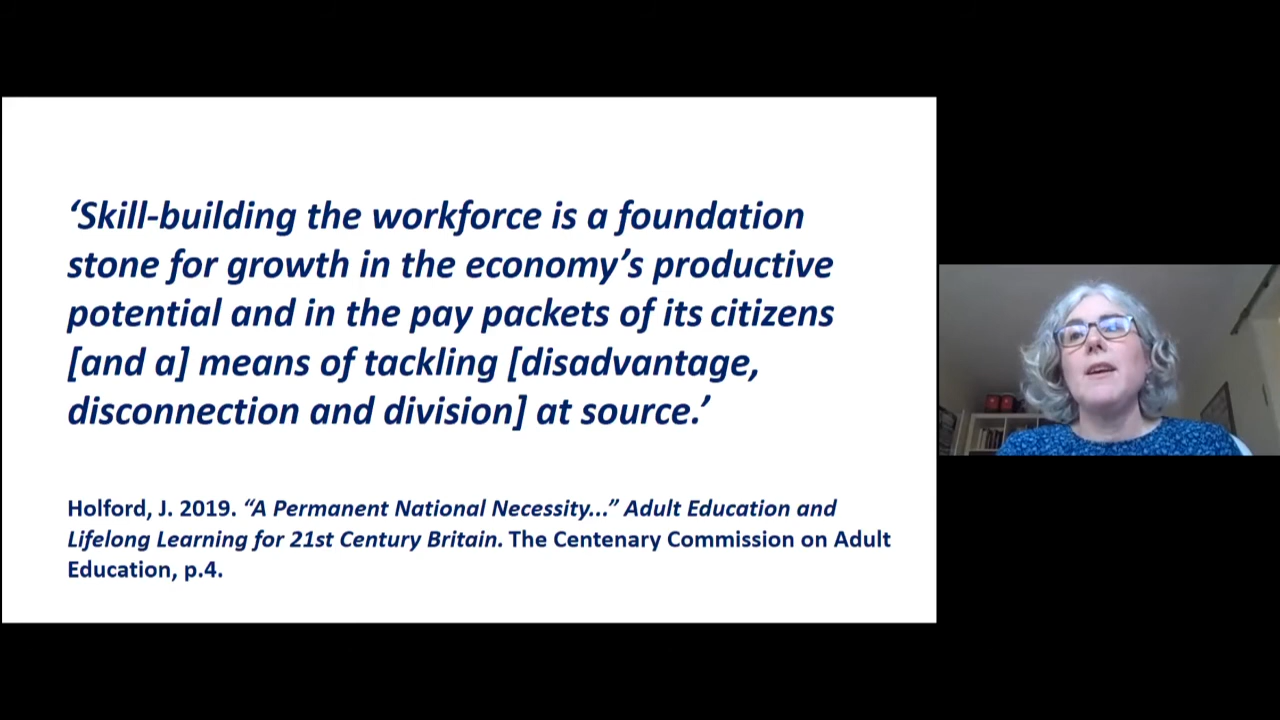 ‘Skill-building the workforce is a foundation
stone for growth in the economy’s productive
potential and in the pay packets of its citizens
[and a] means of tackling [disadvantage,
disconnection and division] at source.’
Holford, J. 2019. “A Permanent National Necessity...” Adult Education and
Lifelong Learning for 21st Century Britain. The Centenary Commission on Adult
Education, p.4.